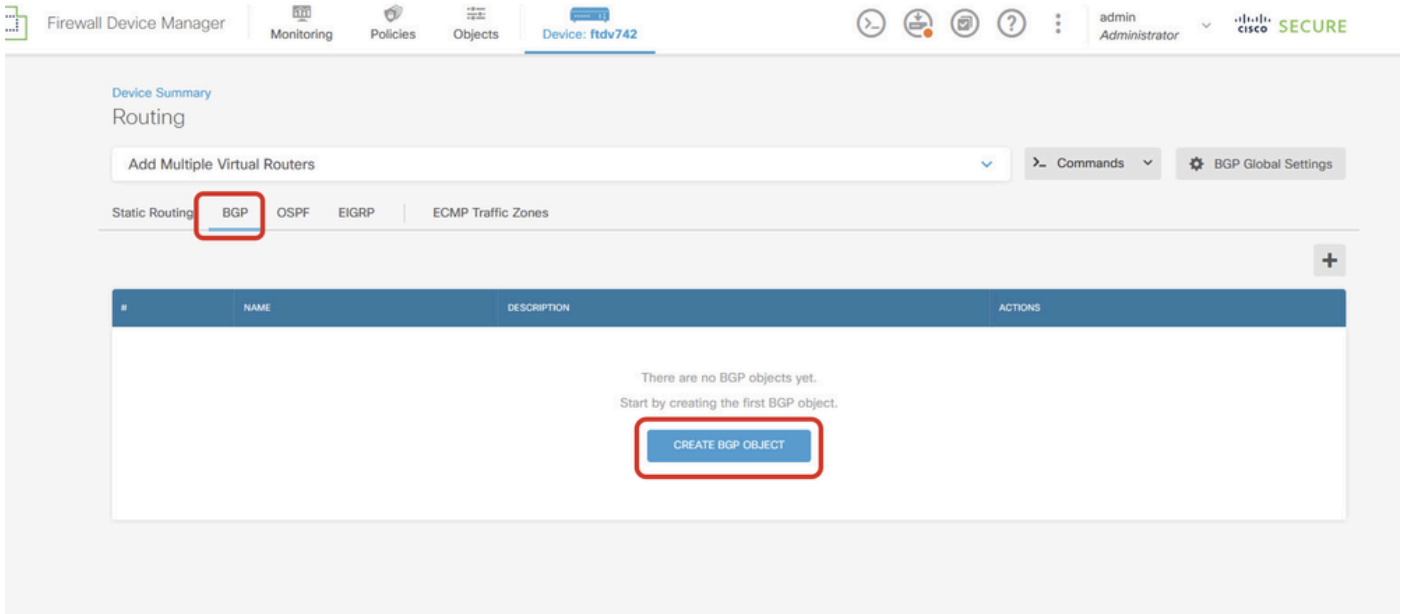 Firewall Device Manager
Monitoring
Policies
Objects
Device: ftdv742
>_
?
admin
Administrator
cisco SECURE
Device Summary
Routing
Add Multiple Virtual Routers
>_ Commands
BGP Global Settings
Static Routing BGP OSPF EIGRP ECMP Traffic Zones
+
# NAME DESCRIPTION ACTIONS
There are no BGP objects yet.
Start by creating the first BGP object.
CREATE BGP OBJECT